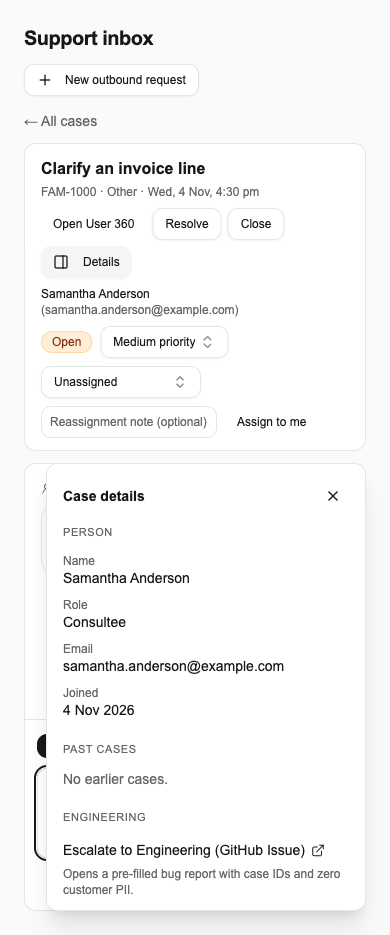 Support inbox
New outbound request
← All cases
Clarify an invoice line
FAM-1000 · Other · Wed, 4 Nov, 4:30 pm
Open User 360
Resolve
Close
Details
Samantha Anderson
(samantha.anderson@example.com)
Open
Medium priority
Unassigned
Reassignment note (optional)
Assign to me
Case details
PERSON
Name
Samantha Anderson
Role
Consultee
Email
samantha.anderson@example.com
Joined
4 Nov 2026
PAST CASES
No earlier cases.
ENGINEERING
Escalate to Engineering (GitHub Issue)
Opens a pre-filled bug report with case IDs and zero
customer PII.